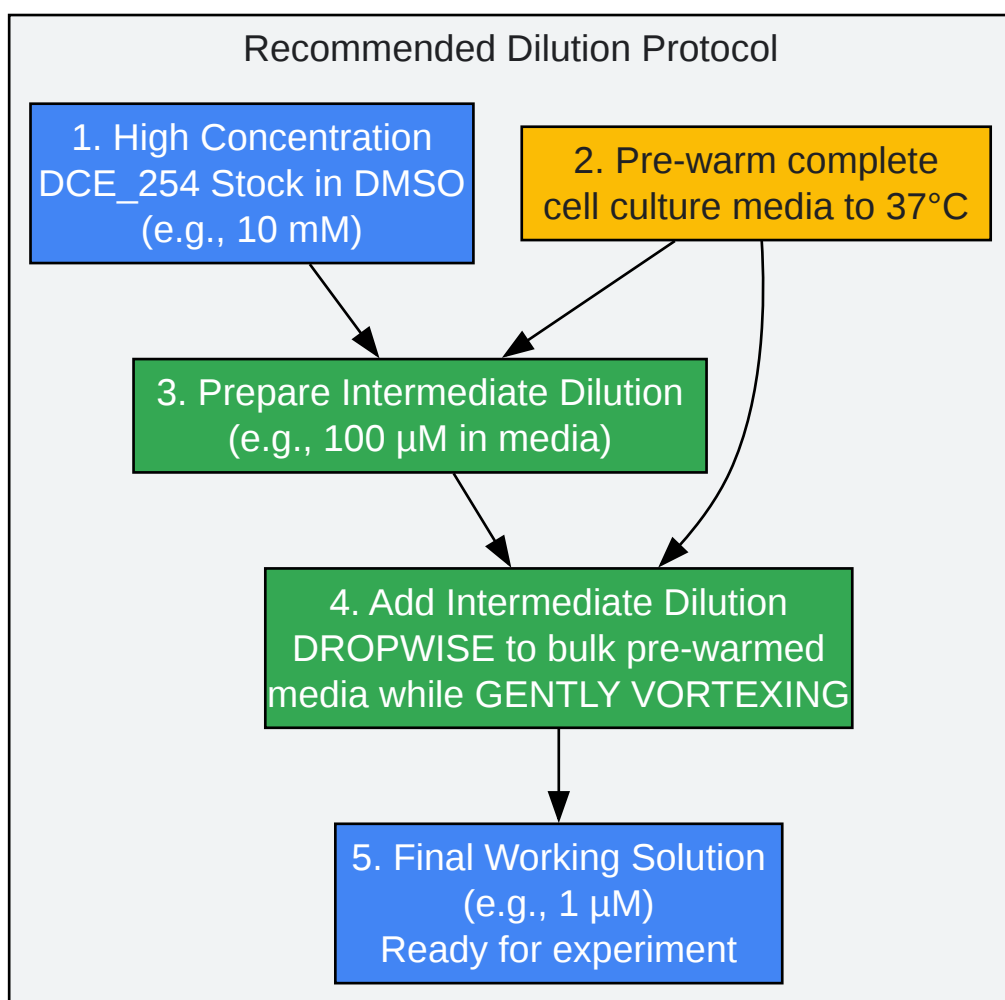 Recommended Dilution Protocol
1. High Concentration
DCE_254 Stock in DMSO
(e.g., 10 mM)
2. Pre-warm complete
cell culture media to 37°C
3. Prepare Intermediate Dilution
(e.g., 100 µM in media)
4. Add Intermediate Dilution
DROPWISE to bulk pre-warmed
media while GENTLY VORTEXING
5. Final Working Solution
(e.g., 1 µM)
Ready for experiment